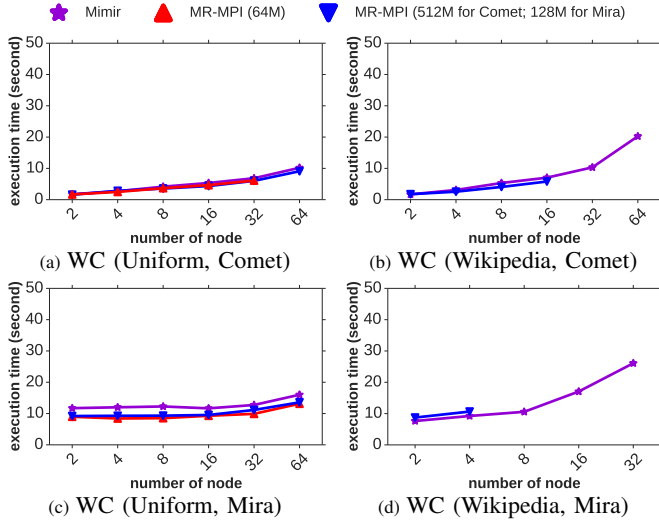 Mimir MR-MPI (64M) MR-MPI (512M for Comet; 128M for Mira)
execution time (second)
50
40
30
20
10
0
2 4 8 16 32 64
number of node
(a) WC (Uniform, Comet)
execution time (second)
50
40
30
20
10
0
2 4 8 16 32 64
number of node
(b) WC (Wikipedia, Comet)
execution time (second)
50
40
30
20
10
0
2 4 8 16 32 64
number of node
(c) WC (Uniform, Mira)
execution time (second)
50
40
30
20
10
0
2 4 8 16 32
number of node
(d) WC (Wikipedia, Mira)